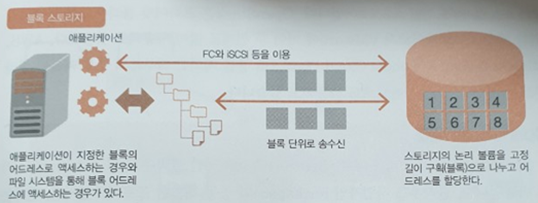 블록 스토리지
애플리케이션
FC와 iSCSI 등을 이용
1 2 3 4
5 6 7 8
블록 단위로 송수신
애플리케이션이 지정한 블록의
어드레스로 액세스하는 경우와
파일 시스템을 통해 블록 어드레
스에 액세스하는 경우가 있다.
스토리지의 논리 볼륨을 고정
길이 구획(블록)으로 나누고 어
드레스를 할당한다.